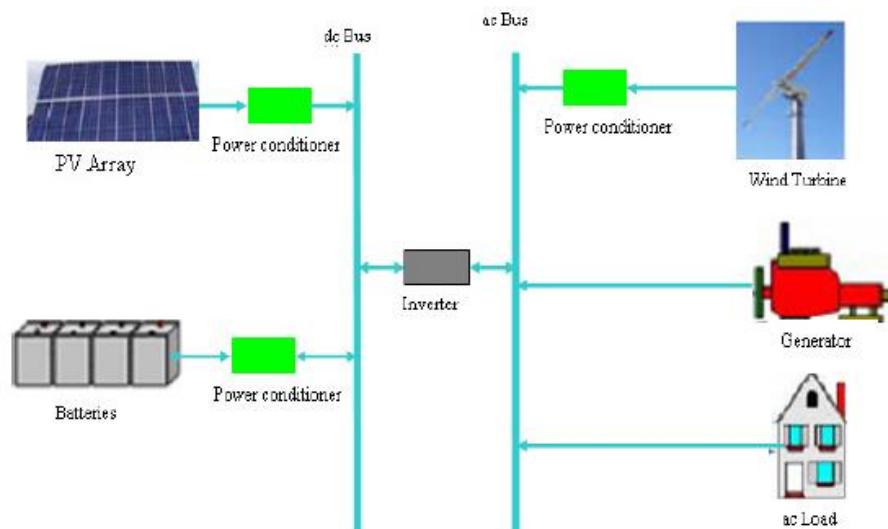 dc Bus
ac Bus
PV Array
Power conditioner
Power conditioner
Wind Turbine
Inverter
Generator
Batteries
Power conditioner
ac Load